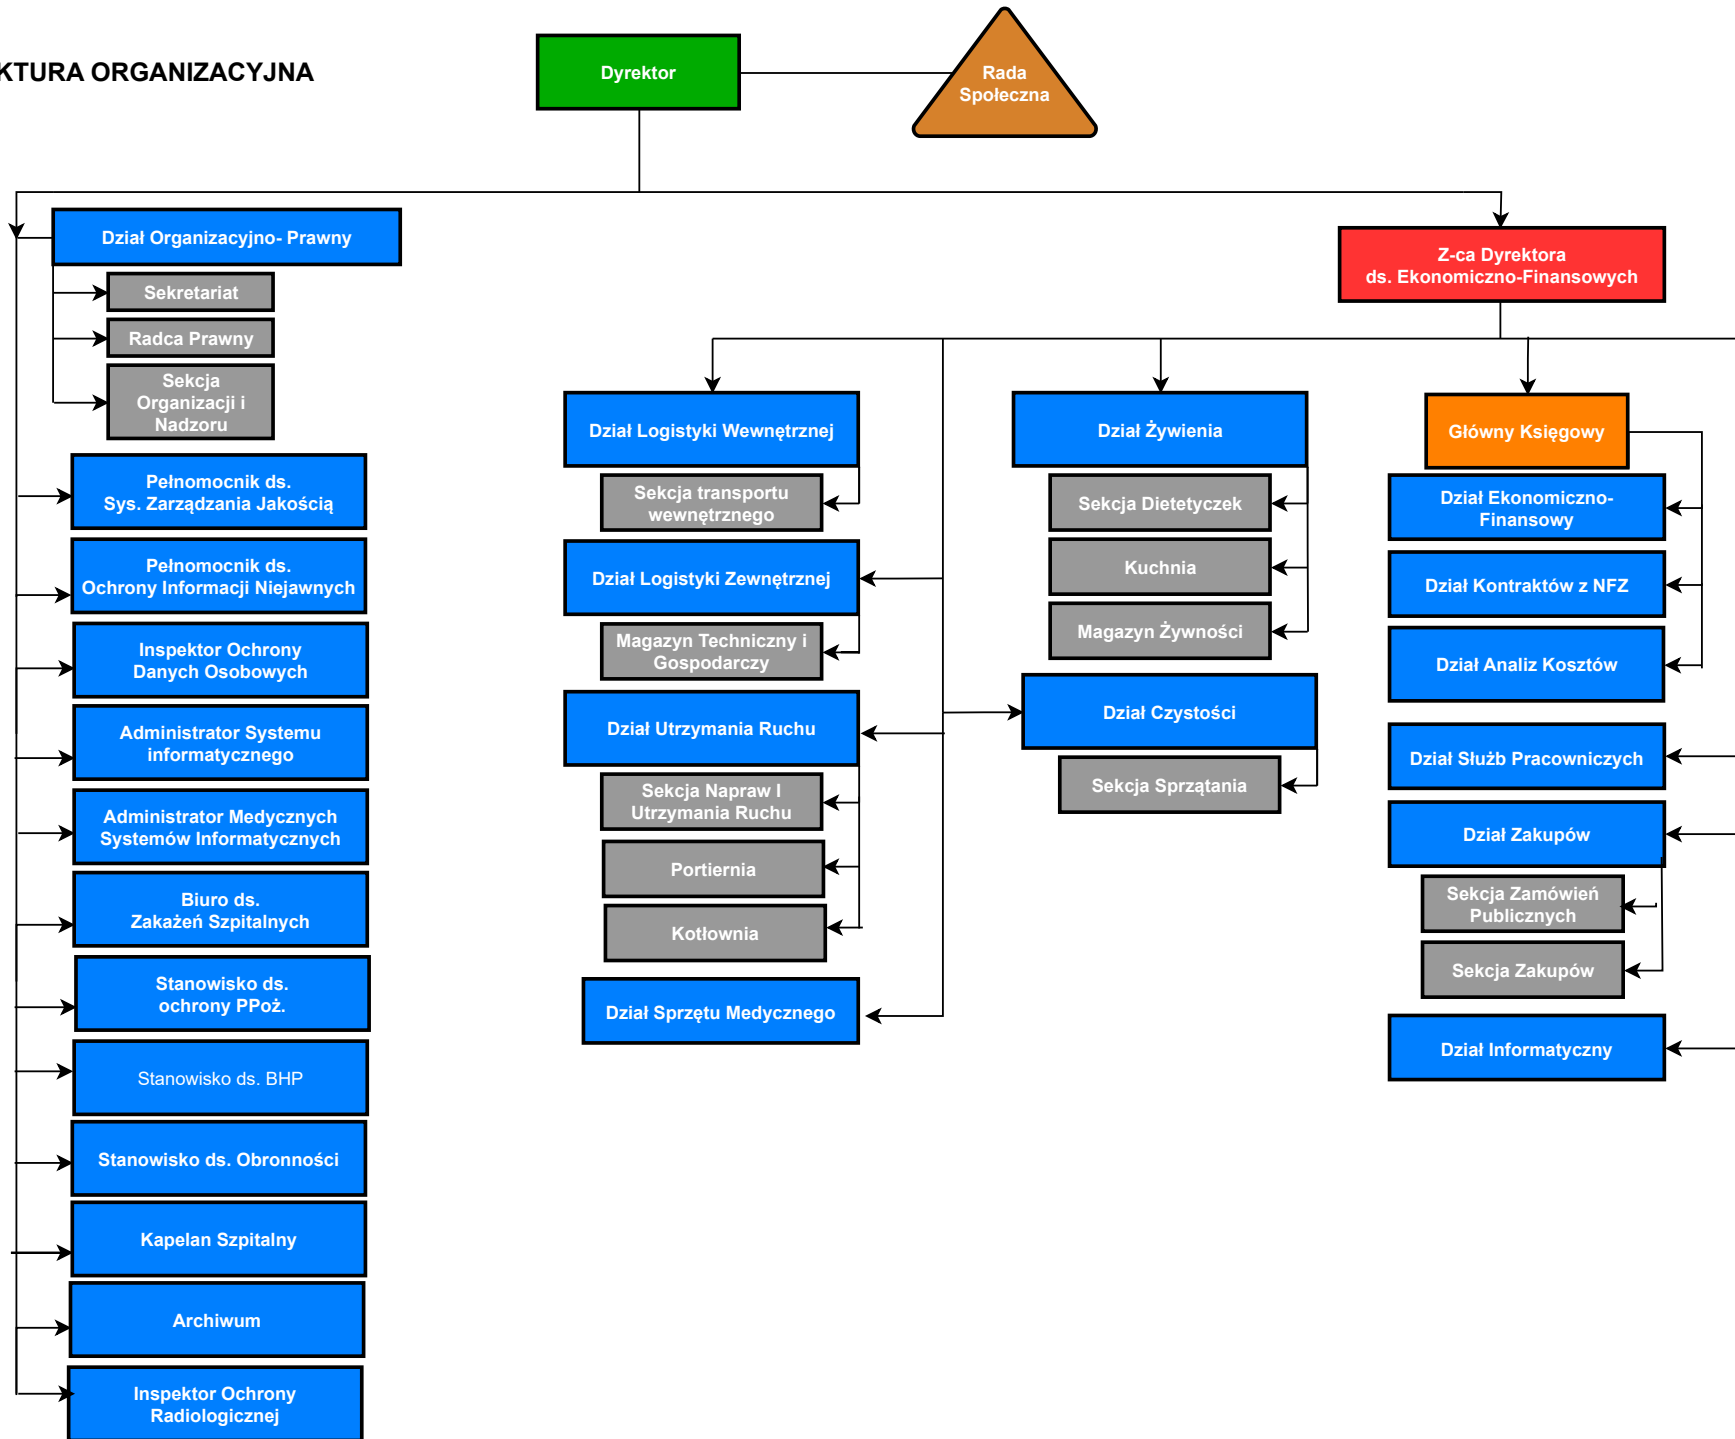 KTURA ORGANIZACYJNA
Dyrektor
Rada
Społeczna
Dział Organizacyjno- Prawny
Sekretariat
Radca Prawny
Sekcja
Organizacji i
Nadzoru
Pełnomocnik ds.
Sys. Zarządzania Jakością
Pełnomocnik ds.
Ochrony Informacji Niejawnych
Inspektor Ochrony
Danych Osobowych
Administrator Systemu
informatycznego
Administrator Medycznych
Systemów Informatycznych
Biuro ds.
Zakażeń Szpitalnych
Stanowisko ds.
ochrony PPoż.
Stanowisko ds. BHP
Stanowisko ds. Obronności
Kapelan Szpitalny
Archiwum
Inspektor Ochrony
Radiologicznej
Z-ca Dyrektora
ds. Ekonomiczno-Finansowych
Dział Logistyki Wewnętrznej
Sekcja transportu
wewnętrznego
Dział Logistyki Zewnętrznej
Magazyn Techniczny i
Gospodarczy
Dział Utrzymania Ruchu
Sekcja Napraw I
Utrzymania Ruchu
Portiernia
Kotłownia
Dział Sprzętu Medycznego
Dział Żywienia
Sekcja Dietetyczek
Kuchnia
Magazyn Żywności
Dział Czystości
Sekcja Sprzątania
Główny Księgowy
Dział Ekonomiczno-
Finansowy
Dział Kontraktów z NFZ
Dział Analiz Kosztów
Dział Służb Pracowniczych
Dział Zakupów
Sekcja Zamówień
Publicznych
Sekcja Zakupów
Dział Informatyczny